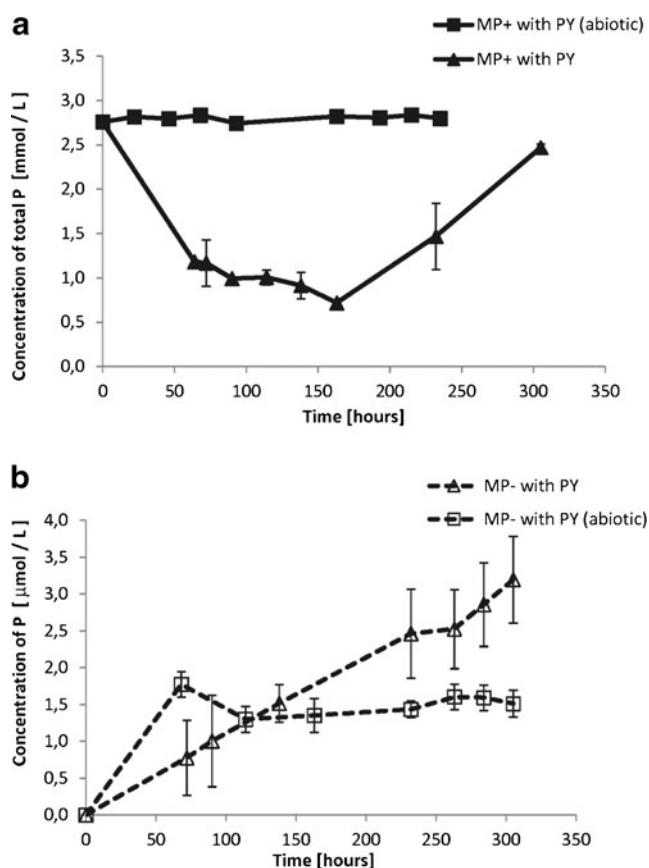 a
MP+ with PY (abiotic)
MP+ with PY
Concentration of total P [mmol / L]
3,0
2,5
2,0
1,5
1,0
0,5
0,0
0 50 100 150 200 250 300 350
Time [hours]
b
MP- with PY
MP- with PY (abiotic)
Concentration of P [ μmol / L]
4,0
3,5
3,0
2,5
2,0
1,5
1,0
0,5
0,0
0 50 100 150 200 250 300 350
Time [hours]